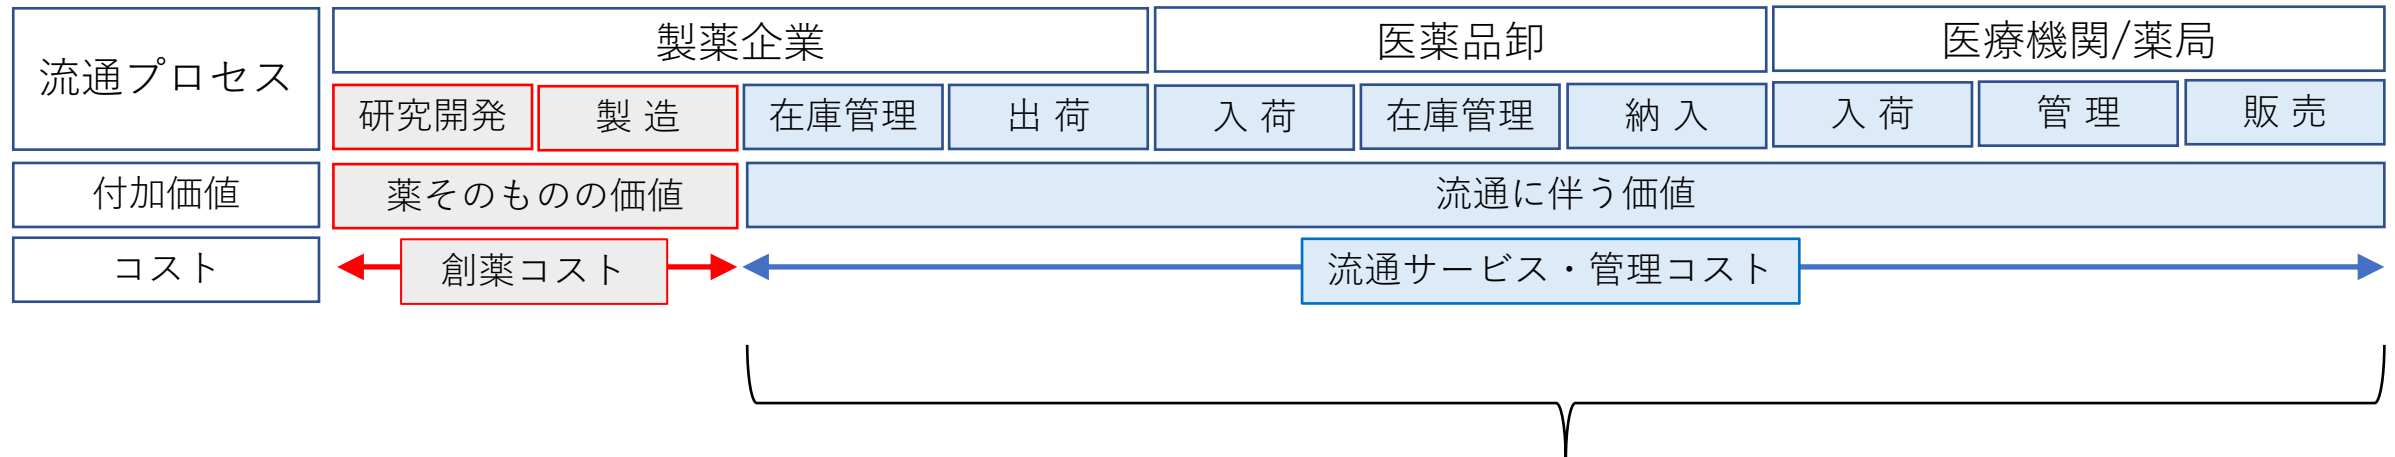 流通プロセス
製薬企業
医薬品卸
医療機関/薬局
研究開発
製 造
在庫管理
出 荷
入 荷
在庫管理
納 入
入 荷
管 理
販 売
付加価値
薬そのものの価値
流通に伴う価値
コスト
創薬コスト
流通サービス・管理コスト